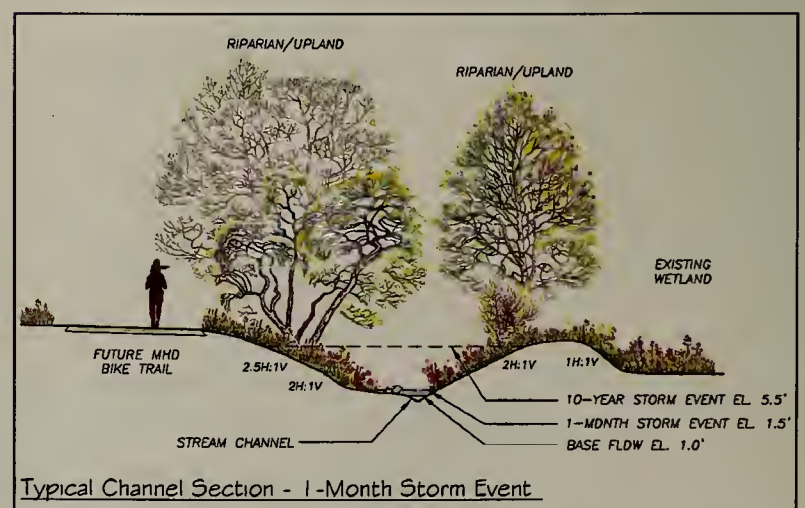 RIPARIAN/UPLAND
RIPARIAN/UPLAND
EXISTING
WETLAND
FUTURE MHD
BIKE TRAIL
2.5H:1V
2H:1V
2H:1V
1H:1V
10-YEAR STORM EVENT EL. 5.5'
1-MONTH STORM EVENT EL. 1.5'
BASE FLOW EL. 1.0'
STREAM CHANNEL
Typical Channel Section - 1-Month Storm Event